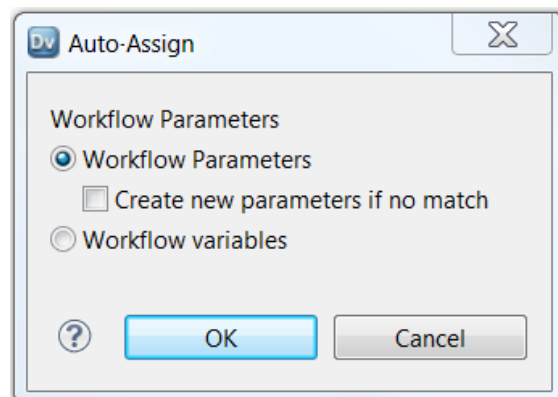 Dv Auto-Assign
Workflow Parameters
Workflow Parameters
Create new parameters if no match
Workflow variables
? OK Cancel